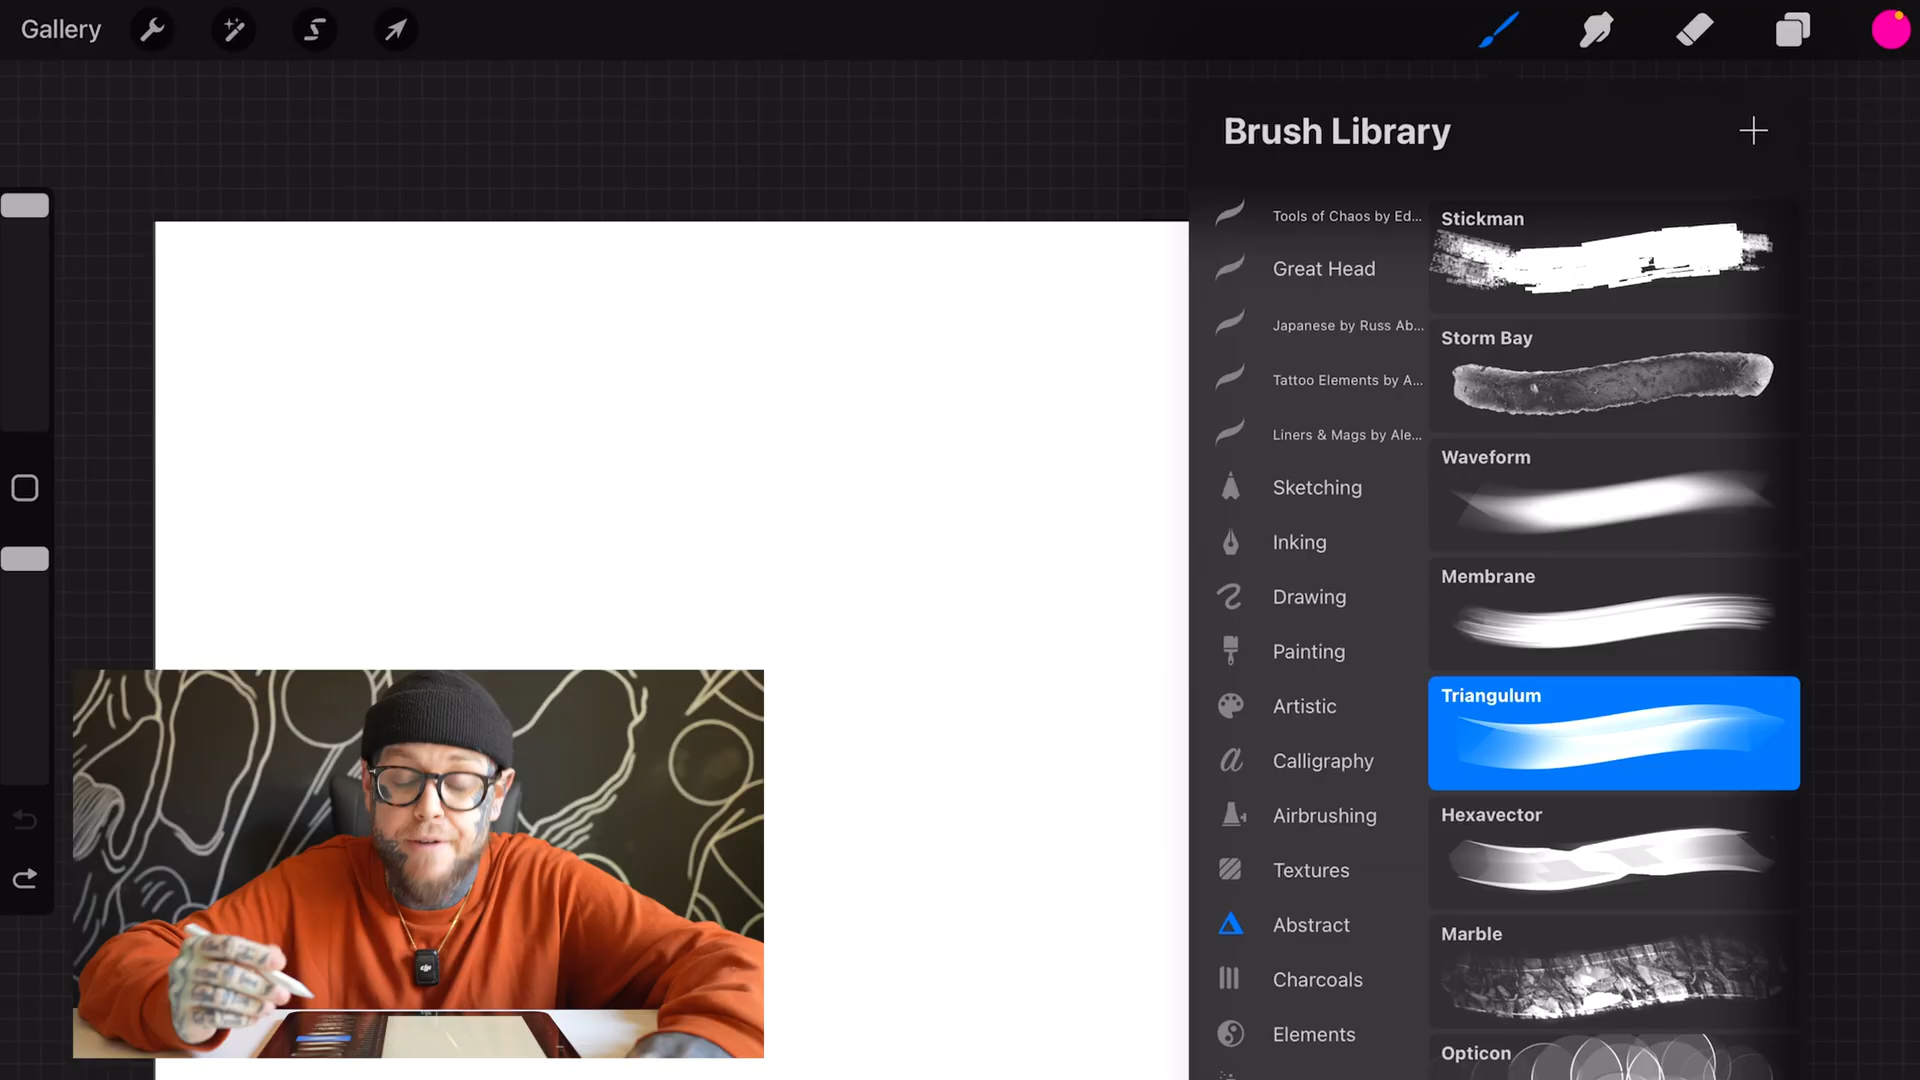 Gallery
Brush Library
Tools of Chaos by Ed...
Great Head
Japanese by Russ Ab...
Tattoo Elements by A...
Liners & Mags by Ale...
Sketching
Inking
Drawing
Painting
Artistic
Calligraphy
Airbrushing
Textures
Abstract
Charcoals
Elements
Stickman
Storm Bay
Waveform
Membrane
Triangulum
Hexavector
Marble
Opticon
dji